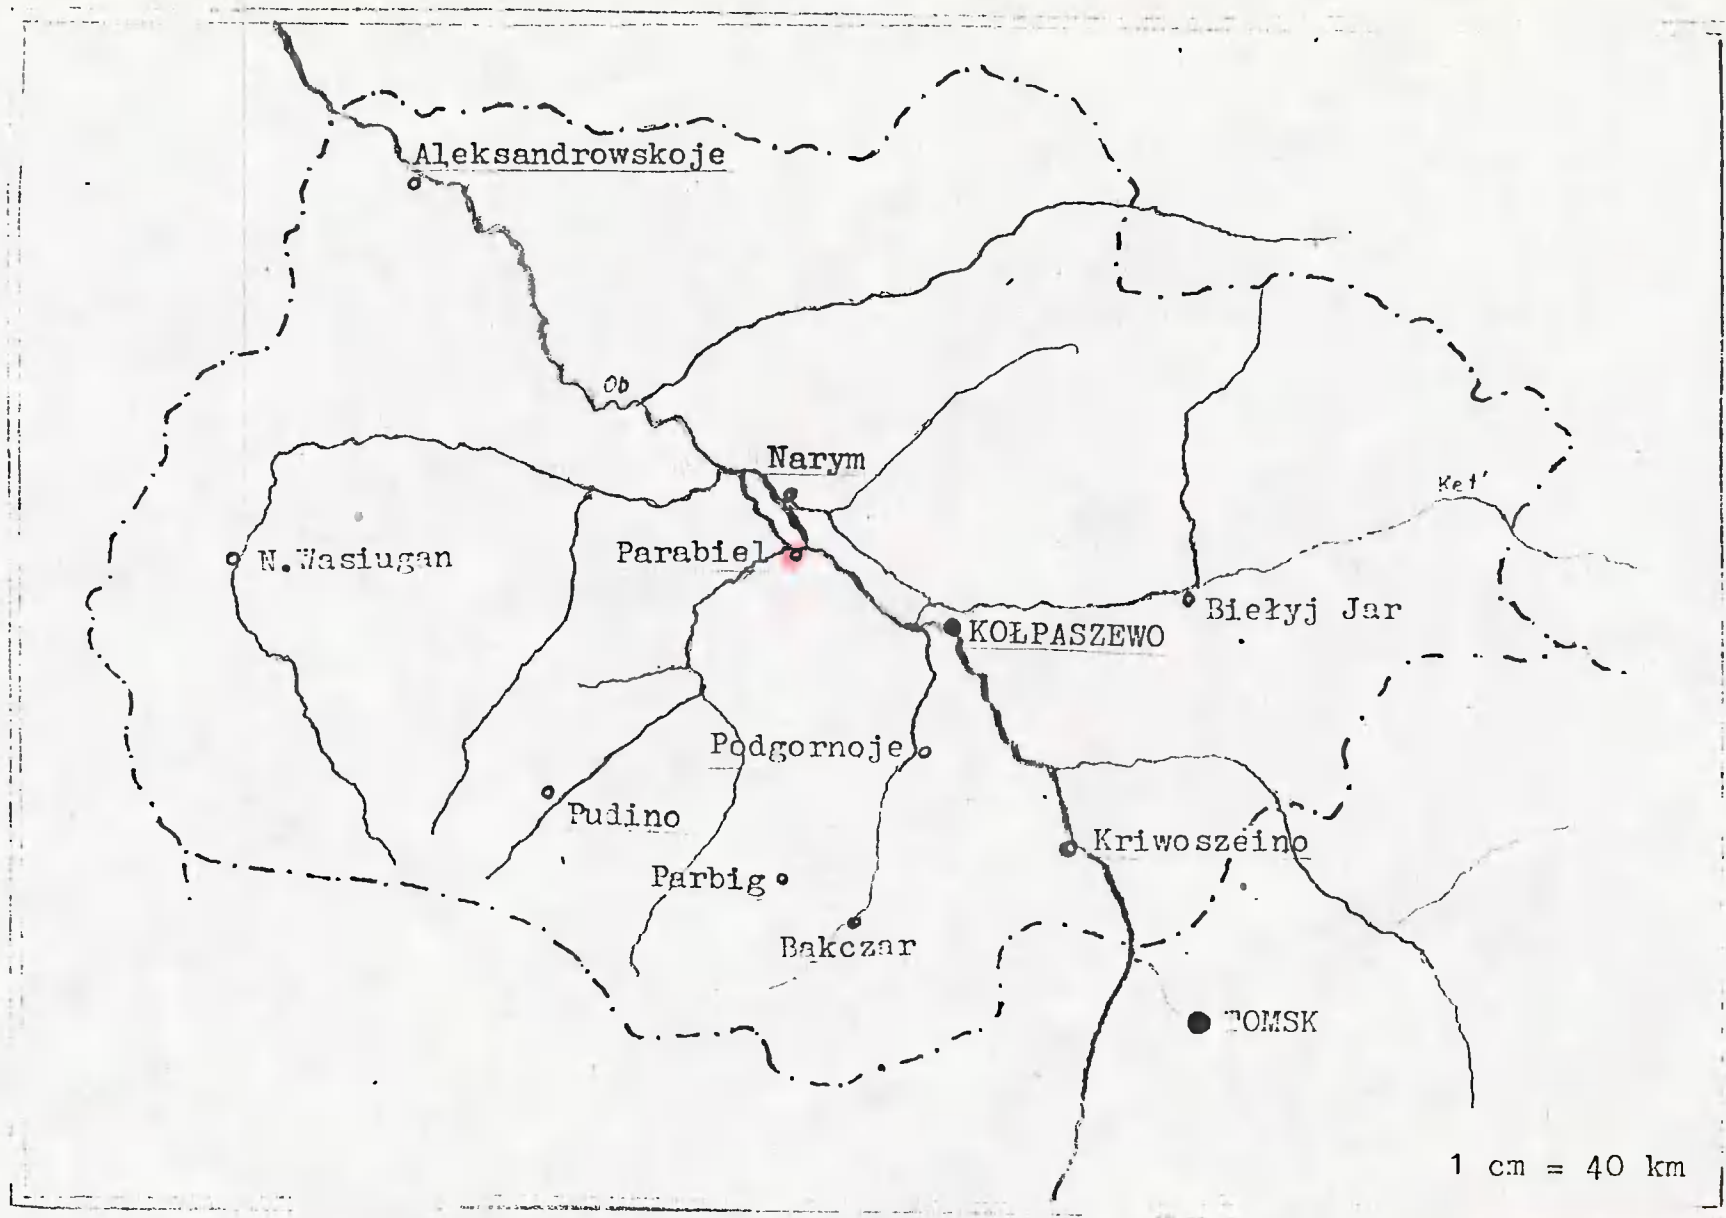 Aleksandrowskoje
Ob
Narym
Ket'
Parabiel
N.Wasiugan
Biełyj Jar
KOŁPASZEWO
Podgornoje
Pudino
Kriwoszeino
Parbig
Bakczar
TOMSK
1 cm = 40 km